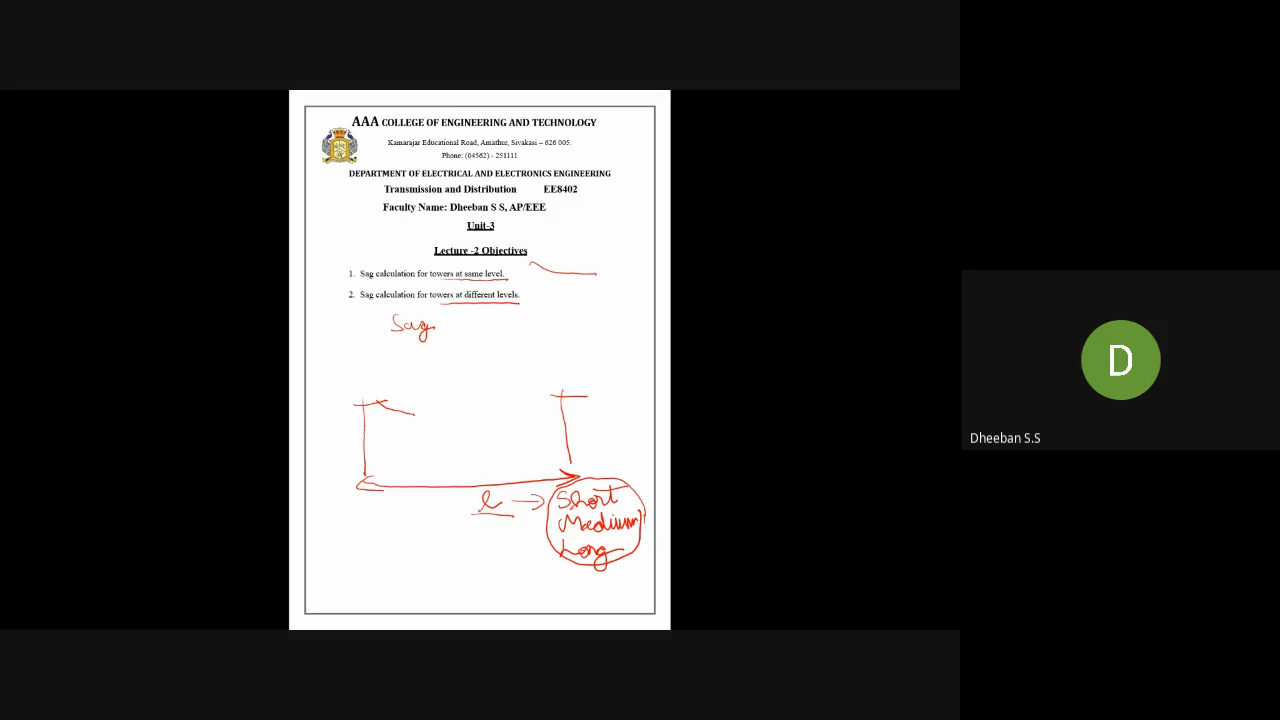 AAA COLLEGE OF ENGINEERING AND TECHNOLOGY
Kamarajar Educational Road, Amathur, Sivakasi – 626 005.
Phone: (04562) - 251111
DEPARTMENT OF ELECTRICAL AND ELECTRONICS ENGINEERING
Transmission and Distribution EE8402
Faculty Name: Dheeban S S, AP/EEE
Unit-3
Lecture -2 Objectives
1. Sag calculation for towers at same level.
2. Sag calculation for towers at different levels.
Sag
l → Short
Medium
Long
D
Dheeban S.S